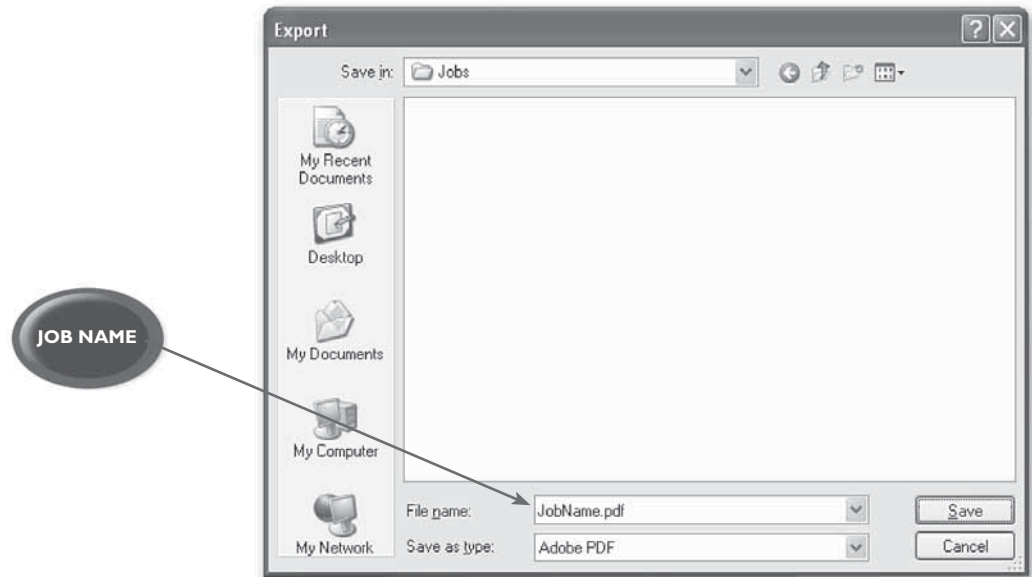 Export
Save in: Jobs
My Recent
Documents
Desktop
My Documents
My Computer
My Network
JOB NAME
File name: JobName.pdf Save
Save as type: Adobe PDF Cancel